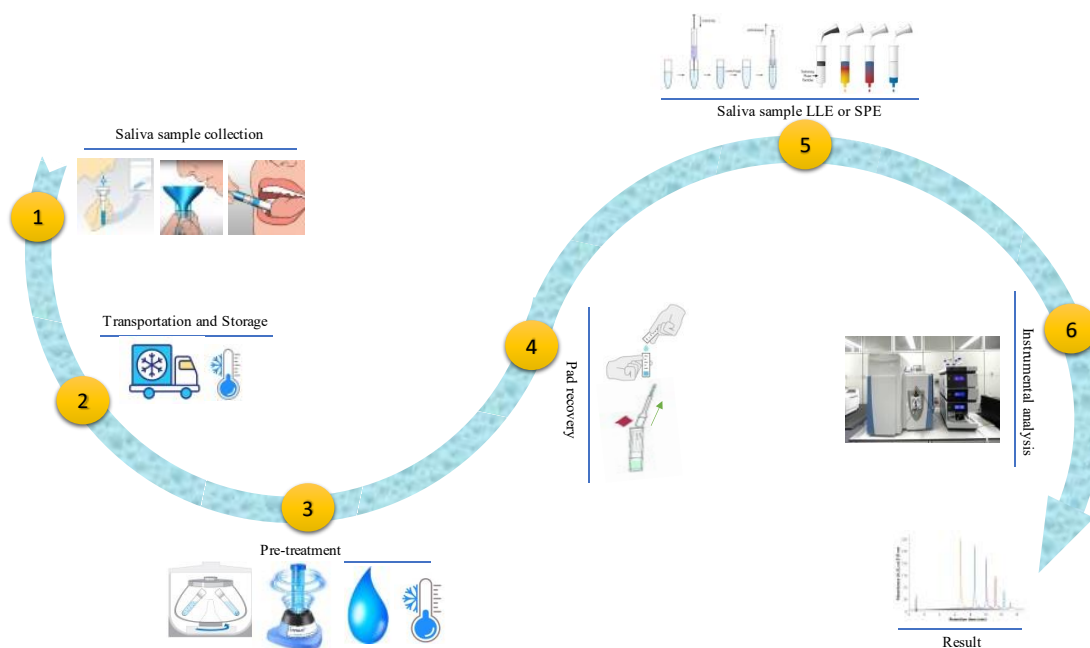 1
Saliva sample collection
2
Transportation and Storage
3
Pre-treatment
4
Pad recovery
5
Saliva sample LLE or SPE
6
Instrumental analysis
Result